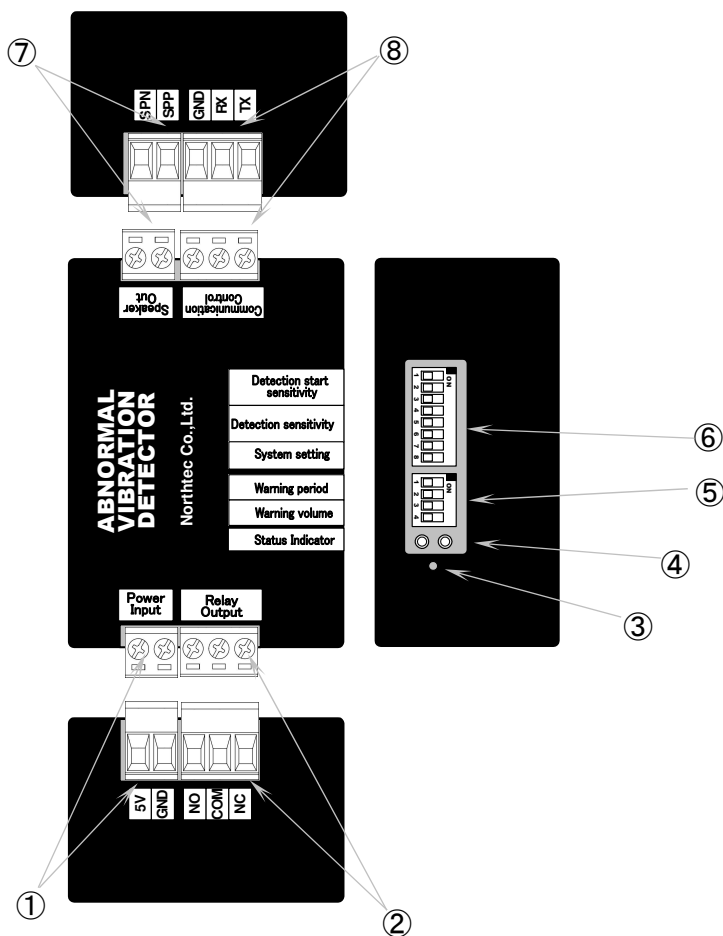 ⑦
⑧
SPN
SPP
GND
RX
TX
Speaker
Out
Communication
Control
ABNORMAL
VIBRATION
DETECTOR
Northtec Co.,Ltd.
Detection start
sensitivity
Detection sensitivity
System setting
Warning period
Warning volume
Status Indicator
Power
Input
Relay
Output
5V
GND
NO
COM
NC
①
②
1
2
3
4
5
6
7
8
ON
1
2
3
4
ON
⑥
⑤
④
③